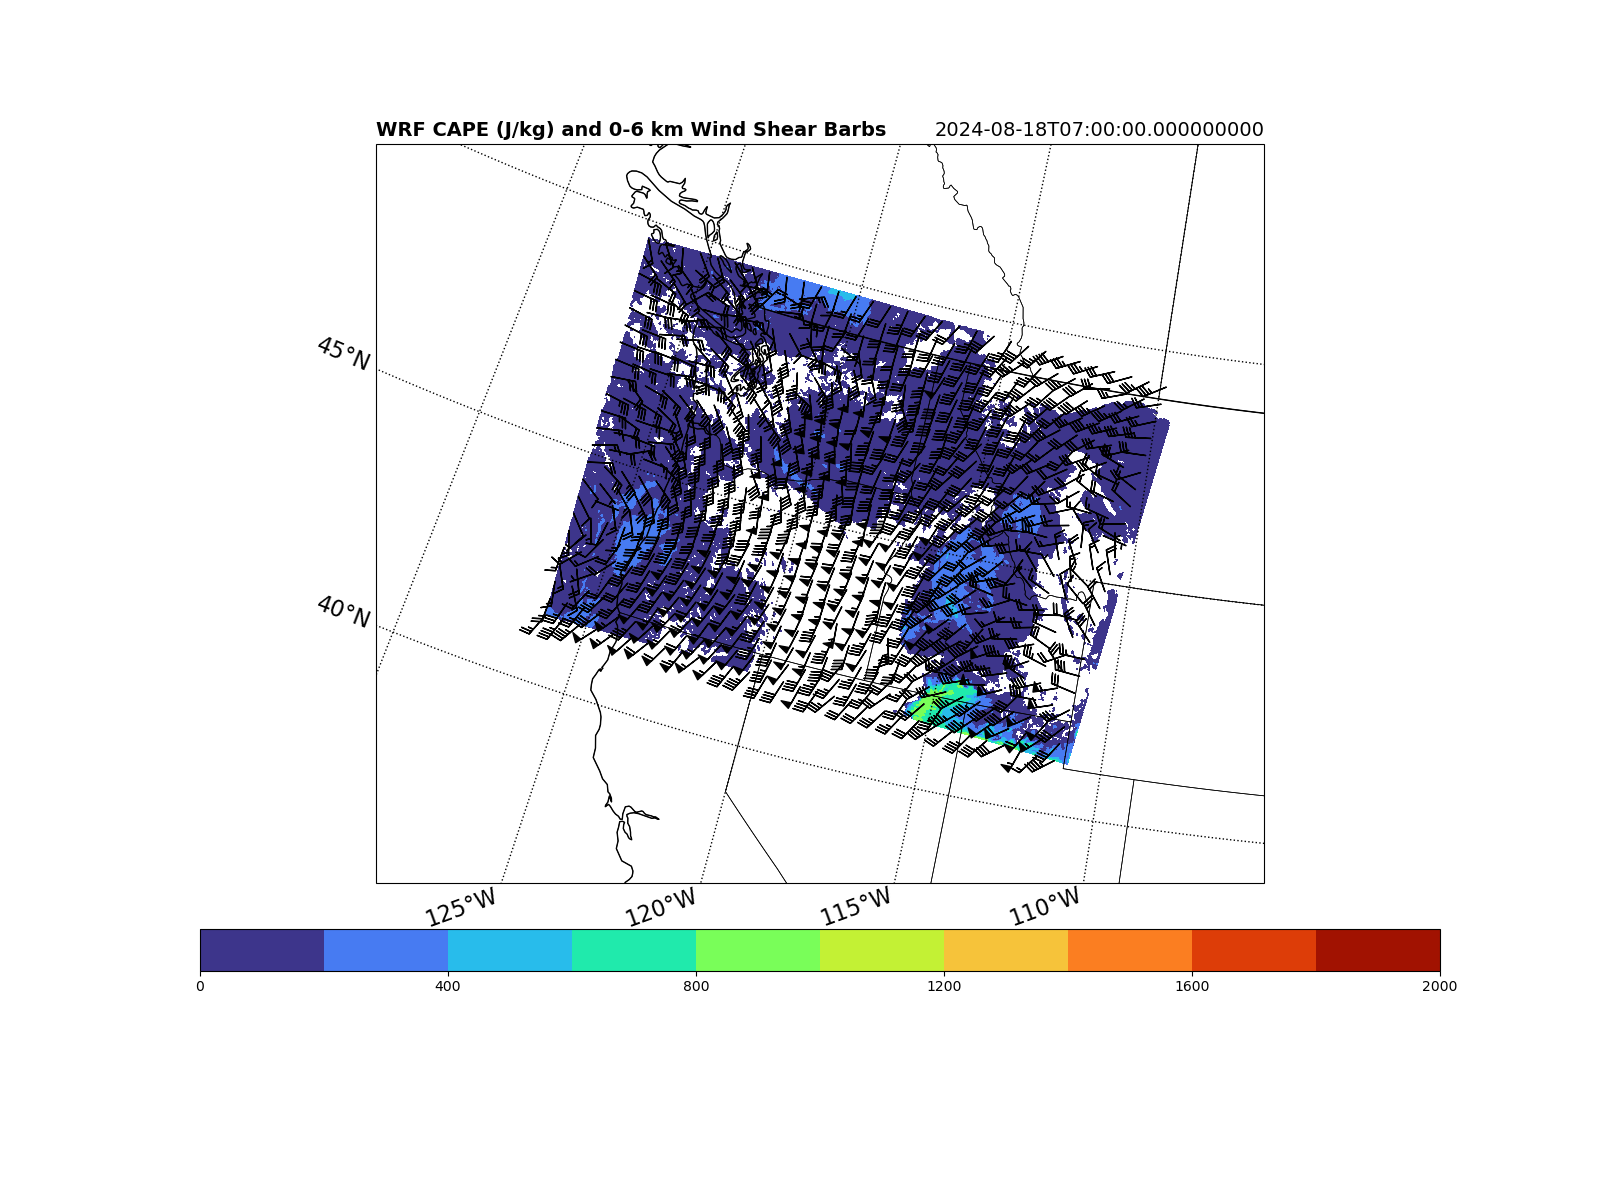 WRF CAPE (J/kg) and 0-6 km Wind Shear Barbs 2024-08-18T07:00:00.000000000
45°N
40°N
125°W 120°W 115°W 110°W
0 400 800 1200 1600 2000